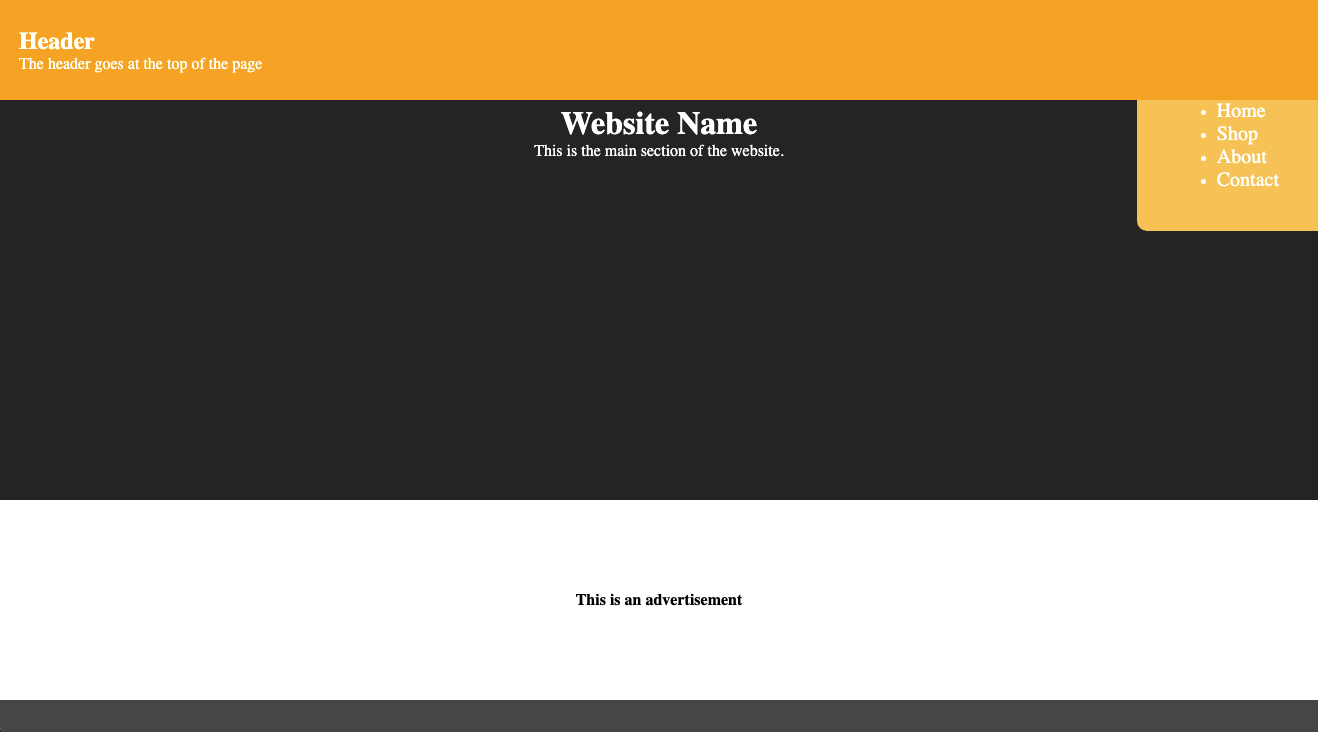 Header
The header goes at the top of the page
Website Name
This is the main section of the website.
Home
Shop
About
Contact
This is an advertisement